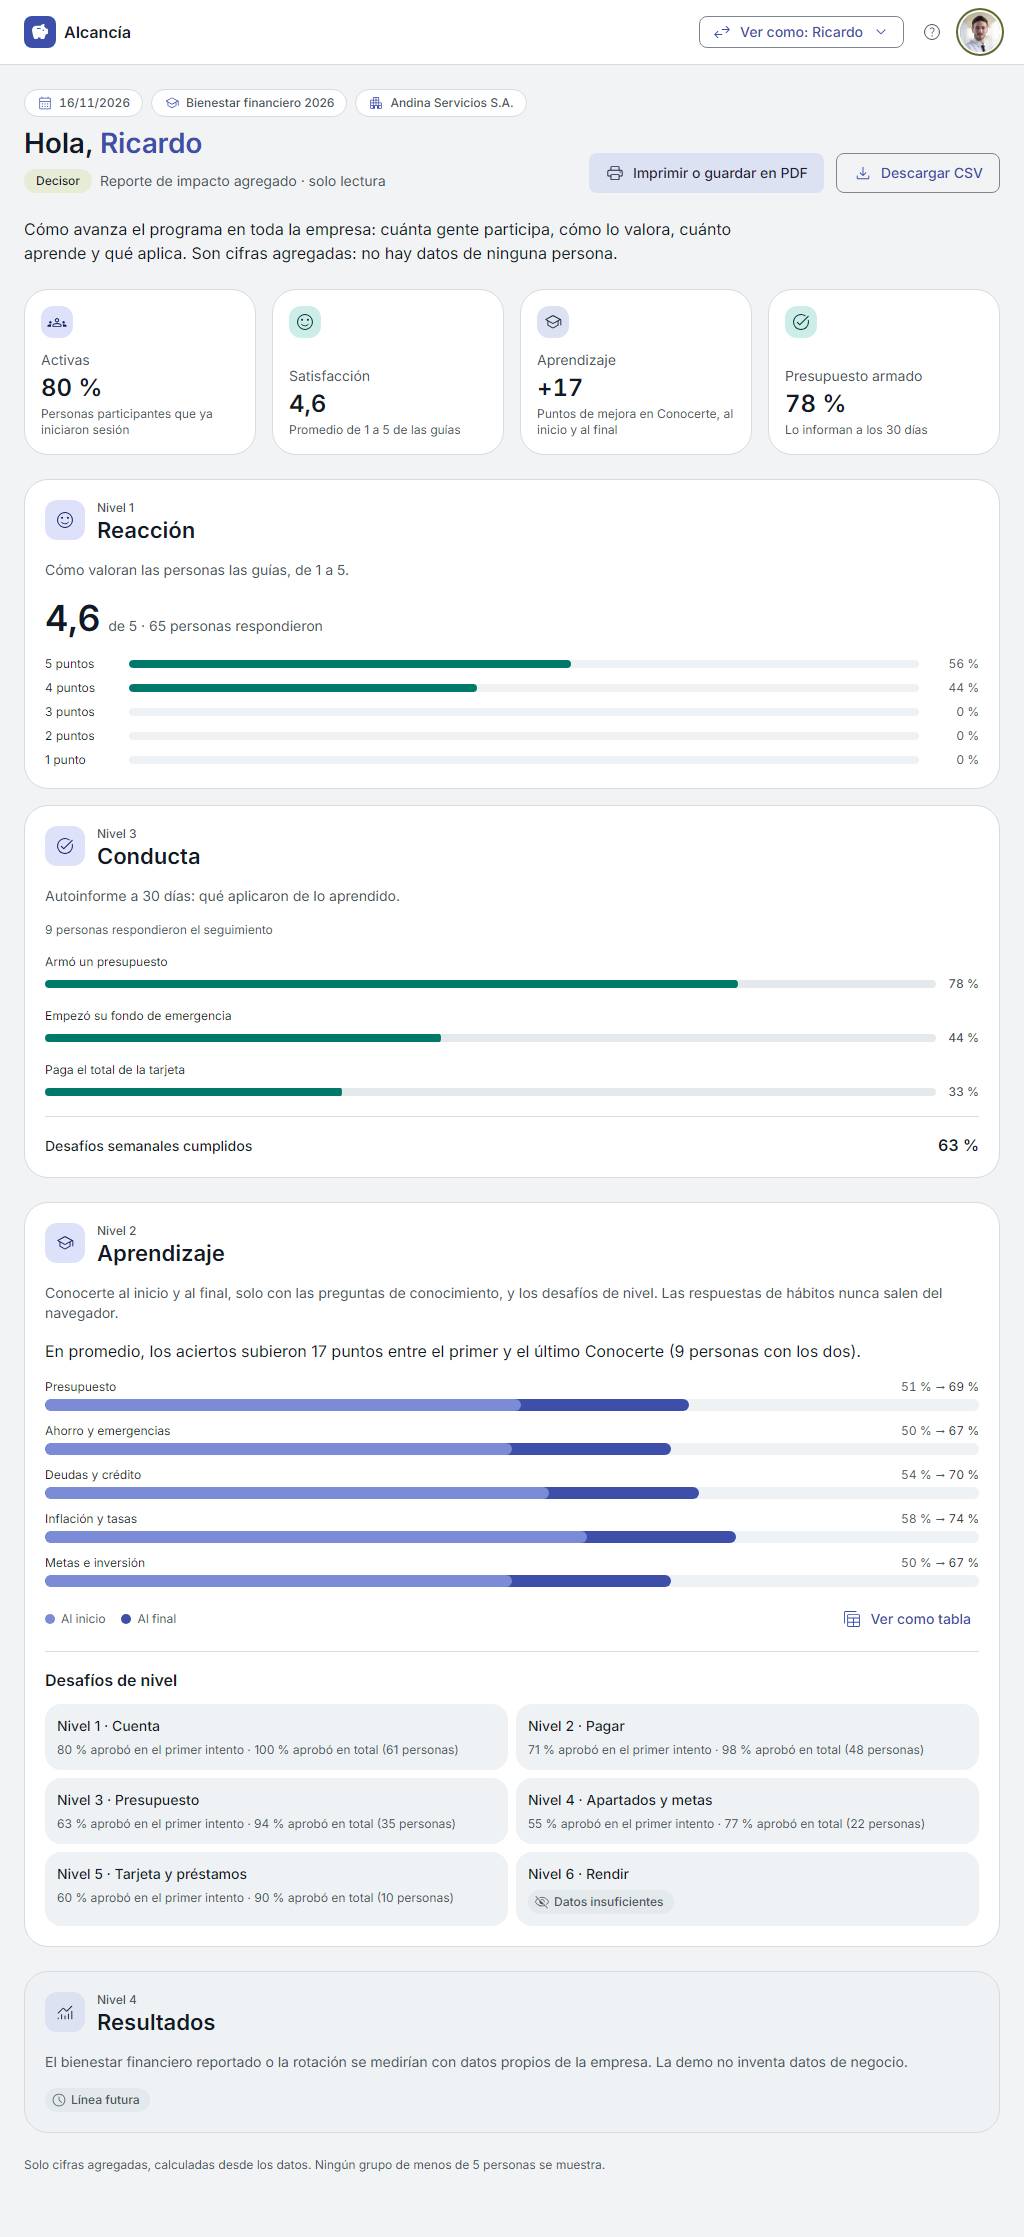 Alcancía
Ver como: Ricardo
16/11/2026
Bienestar financiero 2026
Andina Servicios S.A.
Hola, Ricardo
Decisor
Reporte de impacto agregado · solo lectura
Imprimir o guardar en PDF
Descargar CSV
Cómo avanza el programa en toda la empresa: cuánta gente participa, cómo lo valora, cuánto
aprende y qué aplica. Son cifras agregadas: no hay datos de ninguna persona.
Activas
80 %
Personas participantes que ya
iniciaron sesión
Satisfacción
4,6
Promedio de 1 a 5 de las guías
Aprendizaje
+17
Puntos de mejora en Conocerte, al
inicio y al final
Presupuesto armado
78 %
Lo informan a los 30 días
Nivel 1
Reacción
Cómo valoran las personas las guías, de 1 a 5.
4,6 de 5 · 65 personas respondieron
5 puntos 56 %
4 puntos 44 %
3 puntos 0 %
2 puntos 0 %
1 punto 0 %
Nivel 3
Conducta
Autoinforme a 30 días: qué aplicaron de lo aprendido.
9 personas respondieron el seguimiento
Armó un presupuesto
78 %
Empezó su fondo de emergencia
44 %
Paga el total de la tarjeta
33 %
Desafíos semanales cumplidos 63 %
Nivel 2
Aprendizaje
Conocerte al inicio y al final, solo con las preguntas de conocimiento, y los desafíos de nivel. Las respuestas de hábitos nunca salen del
navegador.
En promedio, los aciertos subieron 17 puntos entre el primer y el último Conocerte (9 personas con los dos).
Presupuesto 51 % → 69 %
Ahorro y emergencias 50 % → 67 %
Deudas y crédito 54 % → 70 %
Inflación y tasas 58 % → 74 %
Metas e inversión 50 % → 67 %
Al inicio Al final
Ver como tabla
Desafíos de nivel
Nivel 1 · Cuenta
80 % aprobó en el primer intento · 100 % aprobó en total (61 personas)
Nivel 2 · Pagar
71 % aprobó en el primer intento · 98 % aprobó en total (48 personas)
Nivel 3 · Presupuesto
63 % aprobó en el primer intento · 94 % aprobó en total (35 personas)
Nivel 4 · Apartados y metas
55 % aprobó en el primer intento · 77 % aprobó en total (22 personas)
Nivel 5 · Tarjeta y préstamos
60 % aprobó en el primer intento · 90 % aprobó en total (10 personas)
Nivel 6 · Rendir
Datos insuficientes
Nivel 4
Resultados
El bienestar financiero reportado o la rotación se medirían con datos propios de la empresa. La demo no inventa datos de negocio.
Línea futura
Solo cifras agregadas, calculadas desde los datos. Ningún grupo de menos de 5 personas se muestra.